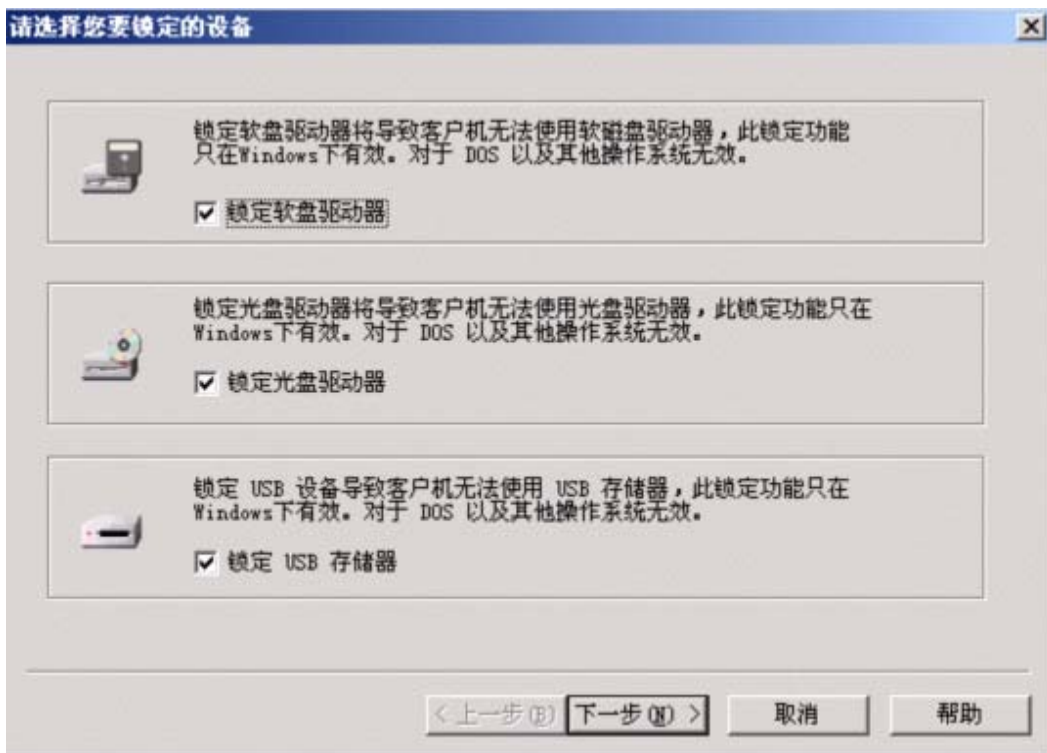 请选择您要锁定的设备
锁定软盘驱动器将导致客户机无法使用软磁盘驱动器，此锁定功能
只在Windows下有效。对于 DOS 以及其他操作系统无效。
锁定软盘驱动器
锁定光盘驱动器将导致客户机无法使用光盘驱动器，此锁定功能只在
Windows下有效。对于 DOS 以及其他操作系统无效。
锁定光盘驱动器
锁定 USB 设备导致客户机无法使用 USB 存储器，此锁定功能只在
Windows下有效。对于 DOS 以及其他操作系统无效。
锁定 USB 存储器
< 上一步(B) 下一步(N) > 取消 帮助